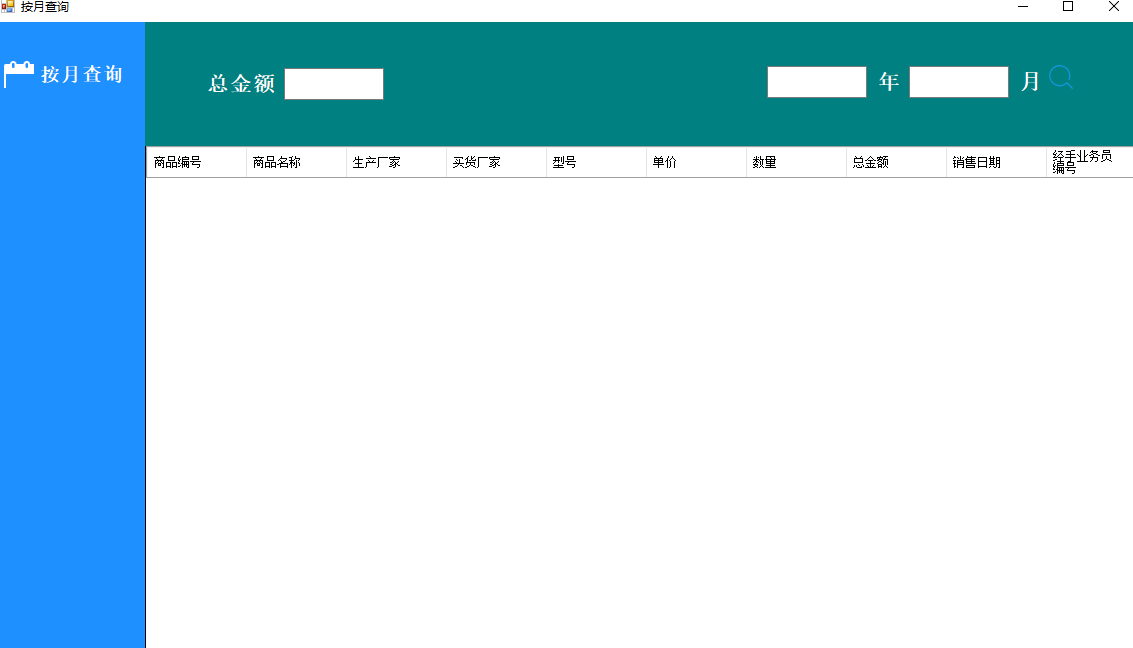 按月查询
按月查询
总金额
年
月
商品编号
商品名称
生产厂家
买货厂家
型号
单价
数量
总金额
销售日期
经手业务员
编号